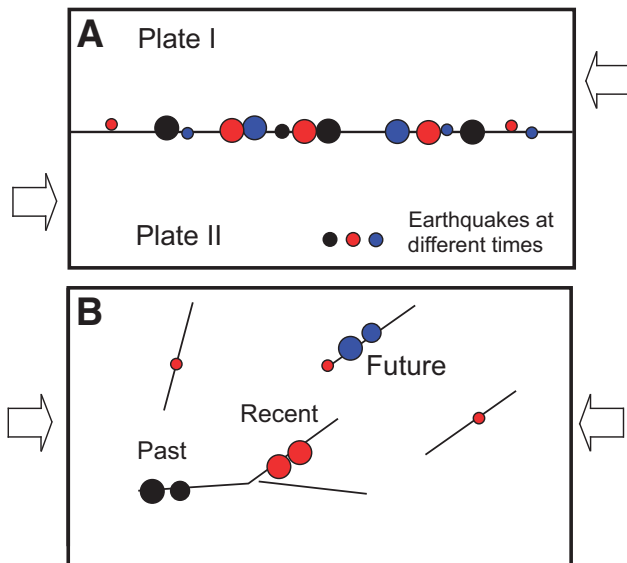 A
Plate I
Plate II
Earthquakes at
different times
B
Future
Recent
Past